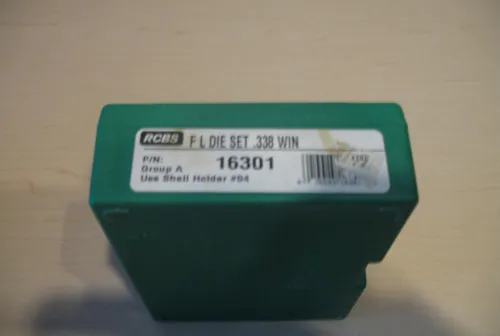 RCBS F L DIE SET .338 WIN
P/N: 16301
Group A
Use Shell Holder #04